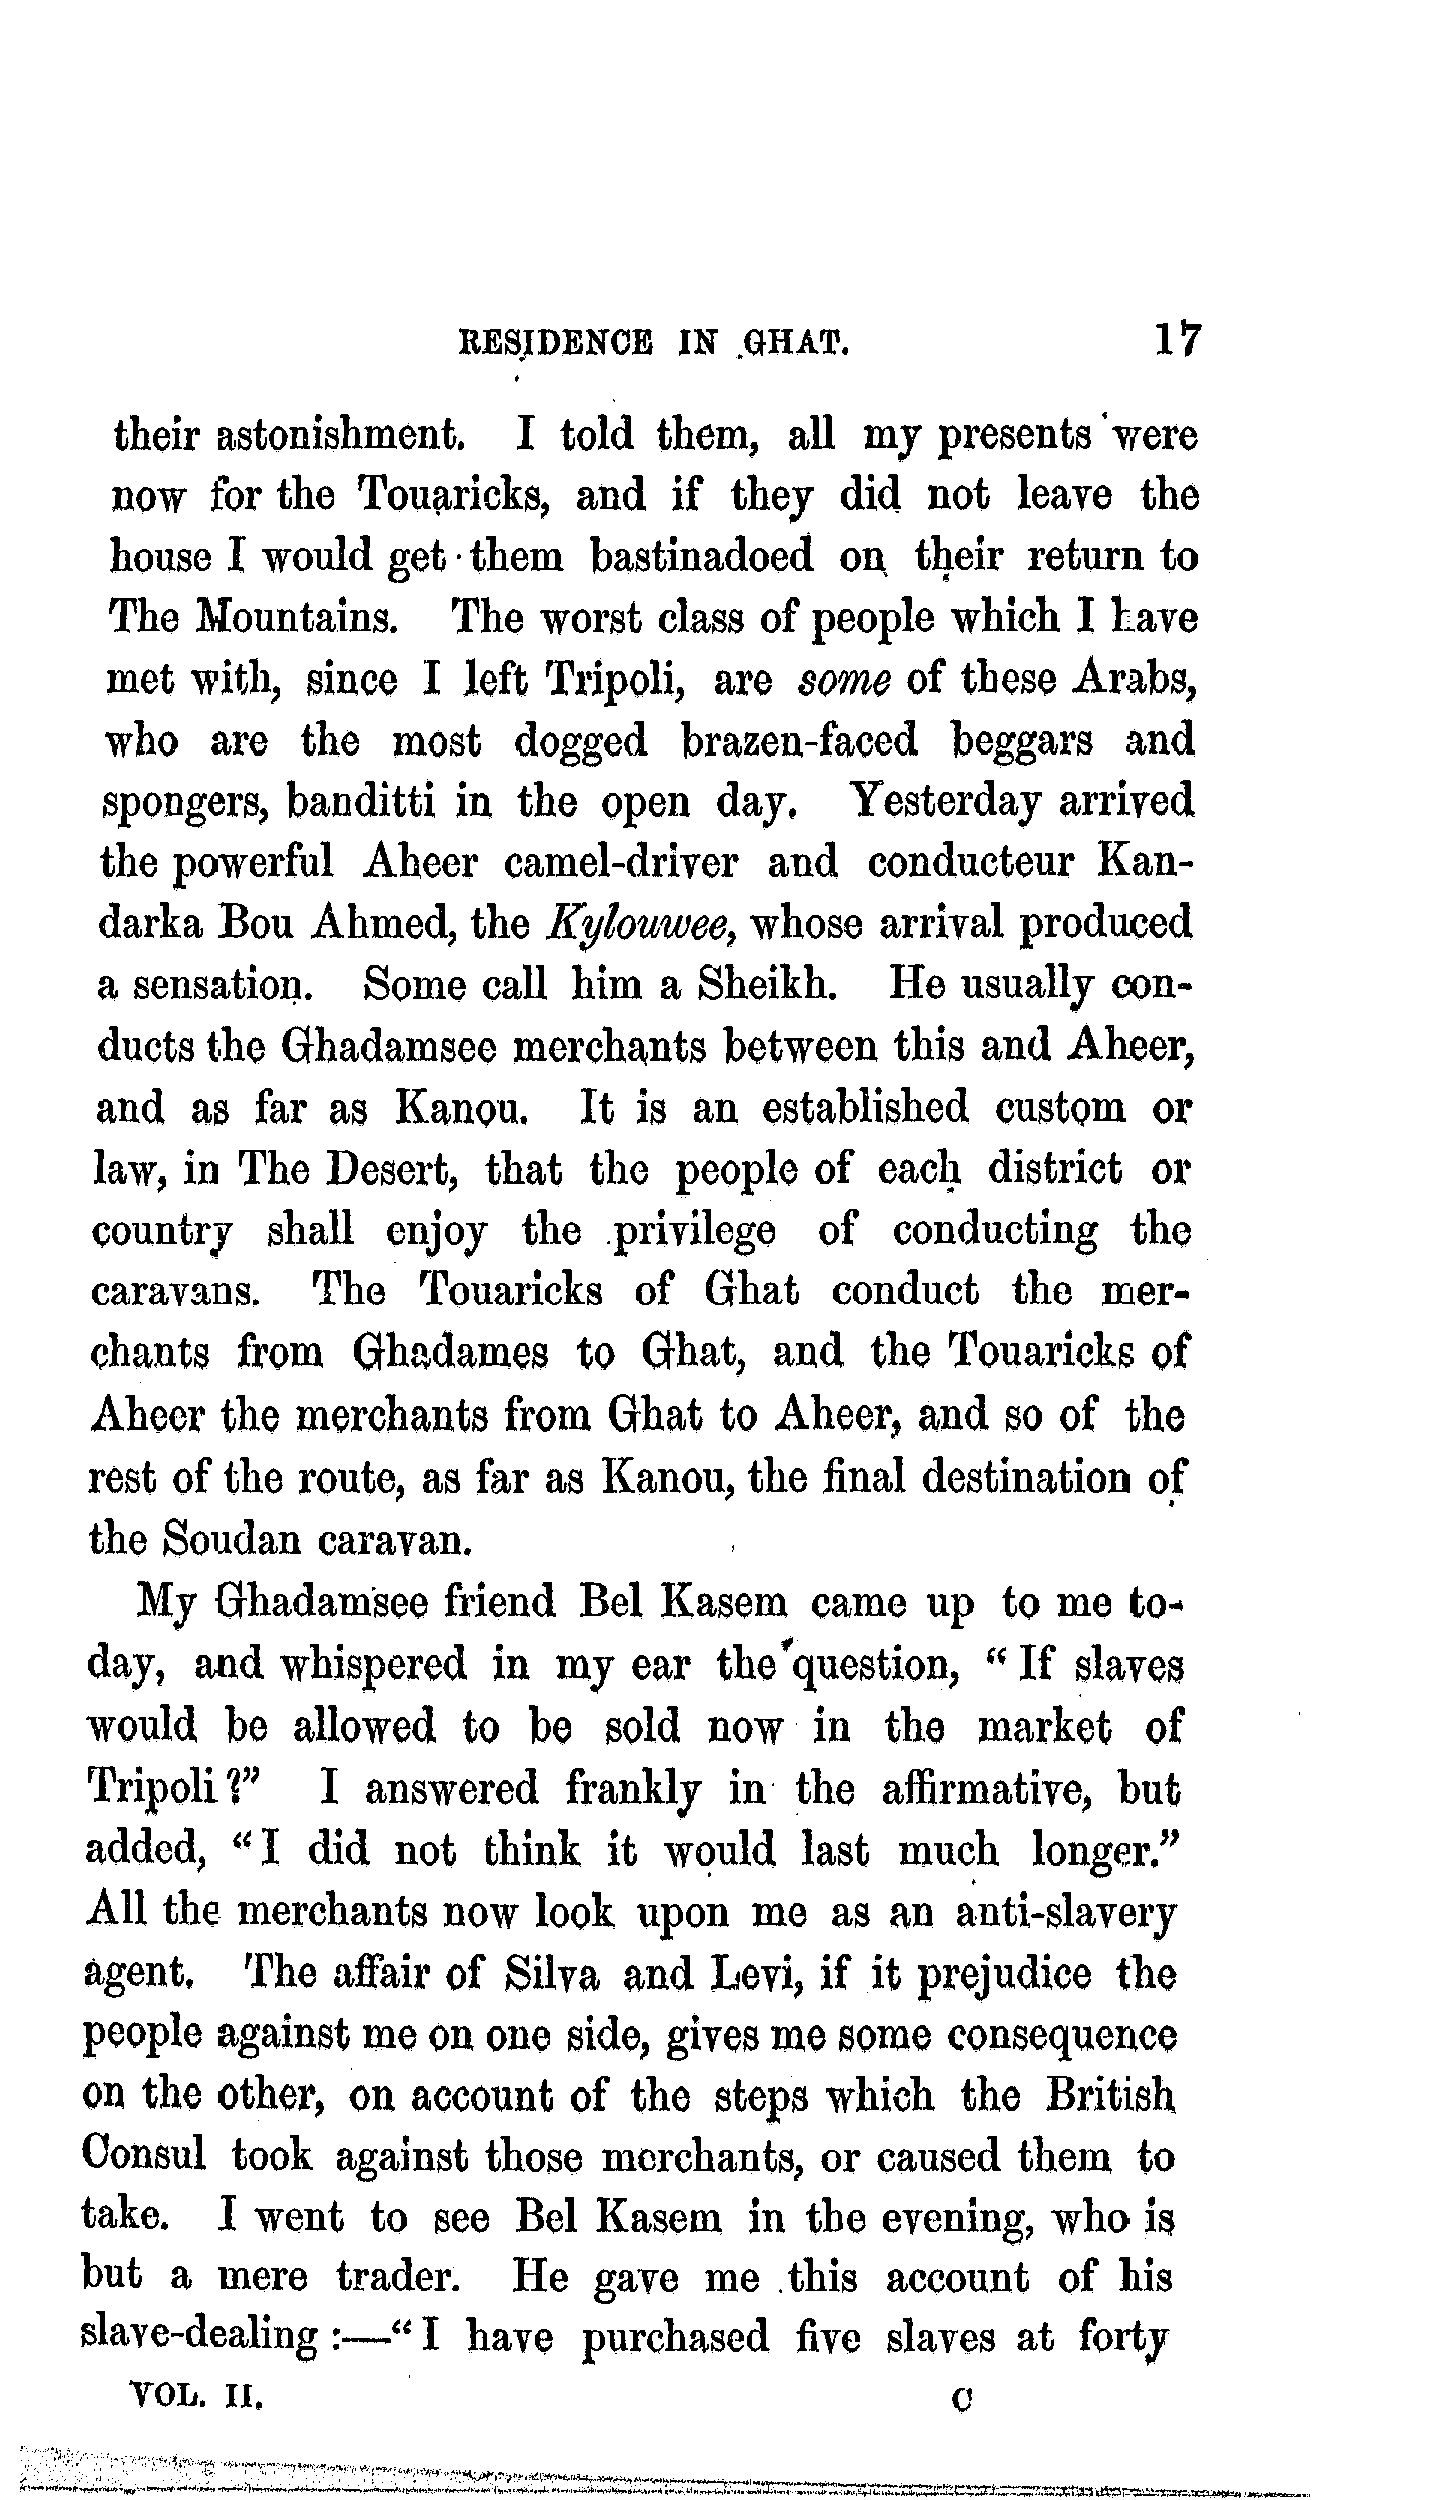 RESIDENCE IN GHAT. 17
their astonishment. I told them, all my presents were
now for the Touaricks, and if they did not leave the
house I would get them bastinadoed on their return to
The Mountains. The worst class of people which I have
met with, since I left Tripoli, are some of these Arabs,
who are the most dogged brazen-faced beggars and
spongers, banditti in the open day. Yesterday arrived
the powerful Aheer camel-driver and conducteur Kan-
darka Bou Ahmed, the Kylouwee, whose arrival produced
a sensation. Some call him a Sheikh. He usually con-
ducts the Ghadamsee merchants between this and Aheer,
and as far as Kanou. It is an established custom or
law, in The Desert, that the people of each district or
country shall enjoy the privilege of conducting the
caravans. The Touaricks of Ghat conduct the mer-
chants from Ghadames to Ghat, and the Touaricks of
Aheer the merchants from Ghat to Aheer, and so of the
rest of the route, as far as Kanou, the final destination of
the Soudan caravan.
My Ghadamsee friend Bel Kasem came up to me to-
day, and whispered in my ear the question, “If slaves
would be allowed to be sold now in the market of
Tripoli?” I answered frankly in the affirmative, but
added, “I did not think it would last much longer.”
All the merchants now look upon me as an anti-slavery
agent. The affair of Silva and Levi, if it prejudice the
people against me on one side, gives me some consequence
on the other, on account of the steps which the British
Consul took against those merchants, or caused them to
take. I went to see Bel Kasem in the evening, who is
but a mere trader. He gave me this account of his
slave-dealing:—“I have purchased five slaves at forty
VOL. II. C